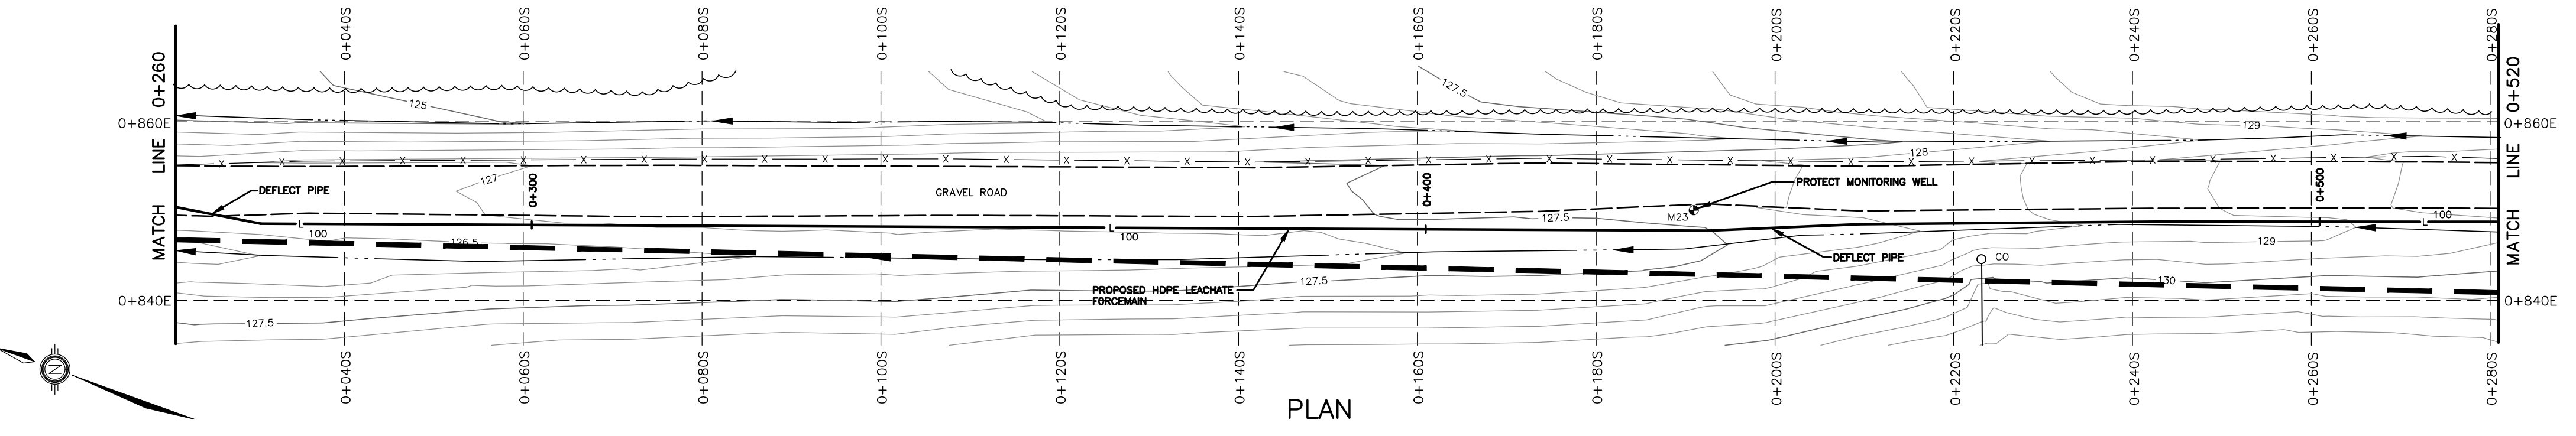 0+040S
0+060S
0+080S
0+100S
0+120S
0+140S
0+160S
0+180S
0+200S
0+220S
0+240S
0+260S
0+280S
MATCH LINE 0+260
MATCH LINE 0+520
125
127.5
0+860E
129
0+860E
X X X X X X X X X X X X X X X X X X X X X X X X X X X X X X X X X X X X X X
128
127
DEFLECT PIPE
0+300
GRAVEL ROAD
0+400
PROTECT MONITORING WELL
0+500
M23
127.5
L
100
L
100
L
100
126.5
DEFLECT PIPE
CO
129
PROPOSED HDPE LEACHATE
FORCEMAIN
127.5
130
0+840E
0+840E
127.5
N
0+040S
0+060S
0+080S
0+100S
0+120S
0+140S
0+160S
0+180S
0+200S
0+220S
0+240S
0+260S
0+280S
PLAN